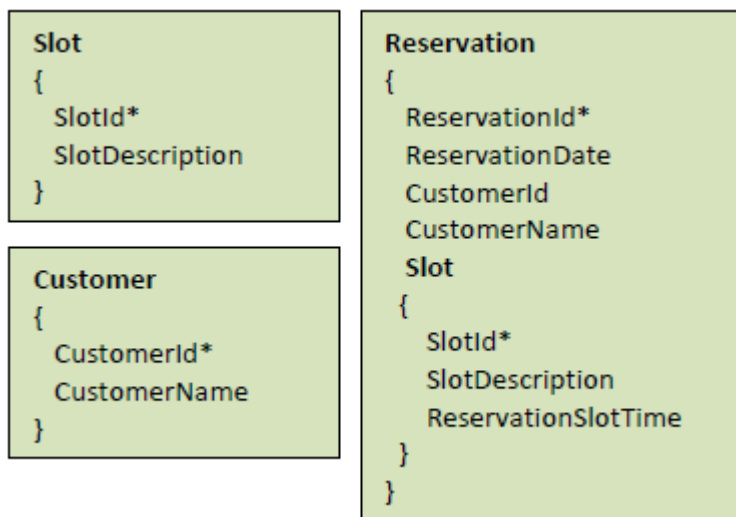 Slot
{
SlotId*
SlotDescription
}
Customer
{
CustomerId*
CustomerName
}
Reservation
{
ReservationId*
ReservationDate
CustomerId
CustomerName
Slot
{
SlotId*
SlotDescription
ReservationSlotTime
}
}